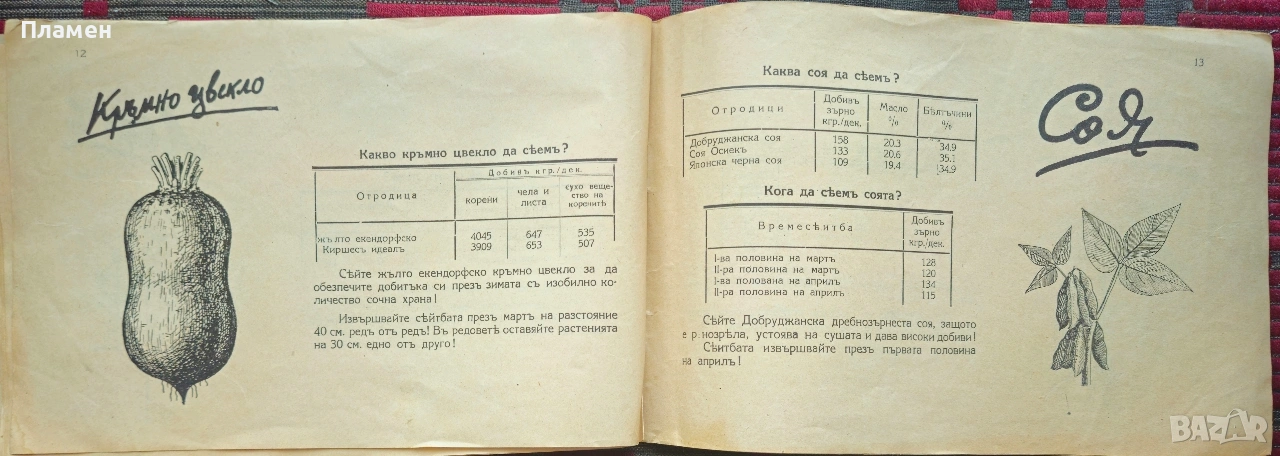 Пламен
12
Кръмно цвекло
Какво кръмно цвекло да сѣемъ?
Отродица
Добивъ кгр./дек.
корени
чела и листа
сухо вещество на коренитѣ
жълто екендорфско 4045 647 535
Киршесъ идеалъ 3909 653 507
Сѣйте жълто екендорфско кръмно цвекло за да
обезпечите добитъка си презъ зимата съ изобилно ко-
личество сочна храна!
Извършвайте сѣйтбата презъ мартъ на разстояние
40 см. редъ отъ редъ! Въ редоветѣ оставяйте растенията
на 30 см. едно отъ друго!
13
Соя
Каква соя да сѣемъ?
Отродици
Добивъ зърно кгр./дек.
Масло %
Бѣлтъчини %
Добруджанска соя 158 20.3 34.9
Соя Осиекъ 133 20.6 35.1
Японска черна соя 109 19.4 34.9
Кога да сѣемъ соята?
Времесѣитба
Добивъ зърно кгр./дек.
I-ва половина на мартъ 128
II-ра половина на мартъ 120
I-ва половина на априлъ 134
II-ра половина на априлъ 115
Сѣйте Добруджанска дребнозърнеста соя, защото
устоява на сушата и дава високи добиви!
Сѣитбата извършвайте презъ първата половина
на априлъ!
BAZAR